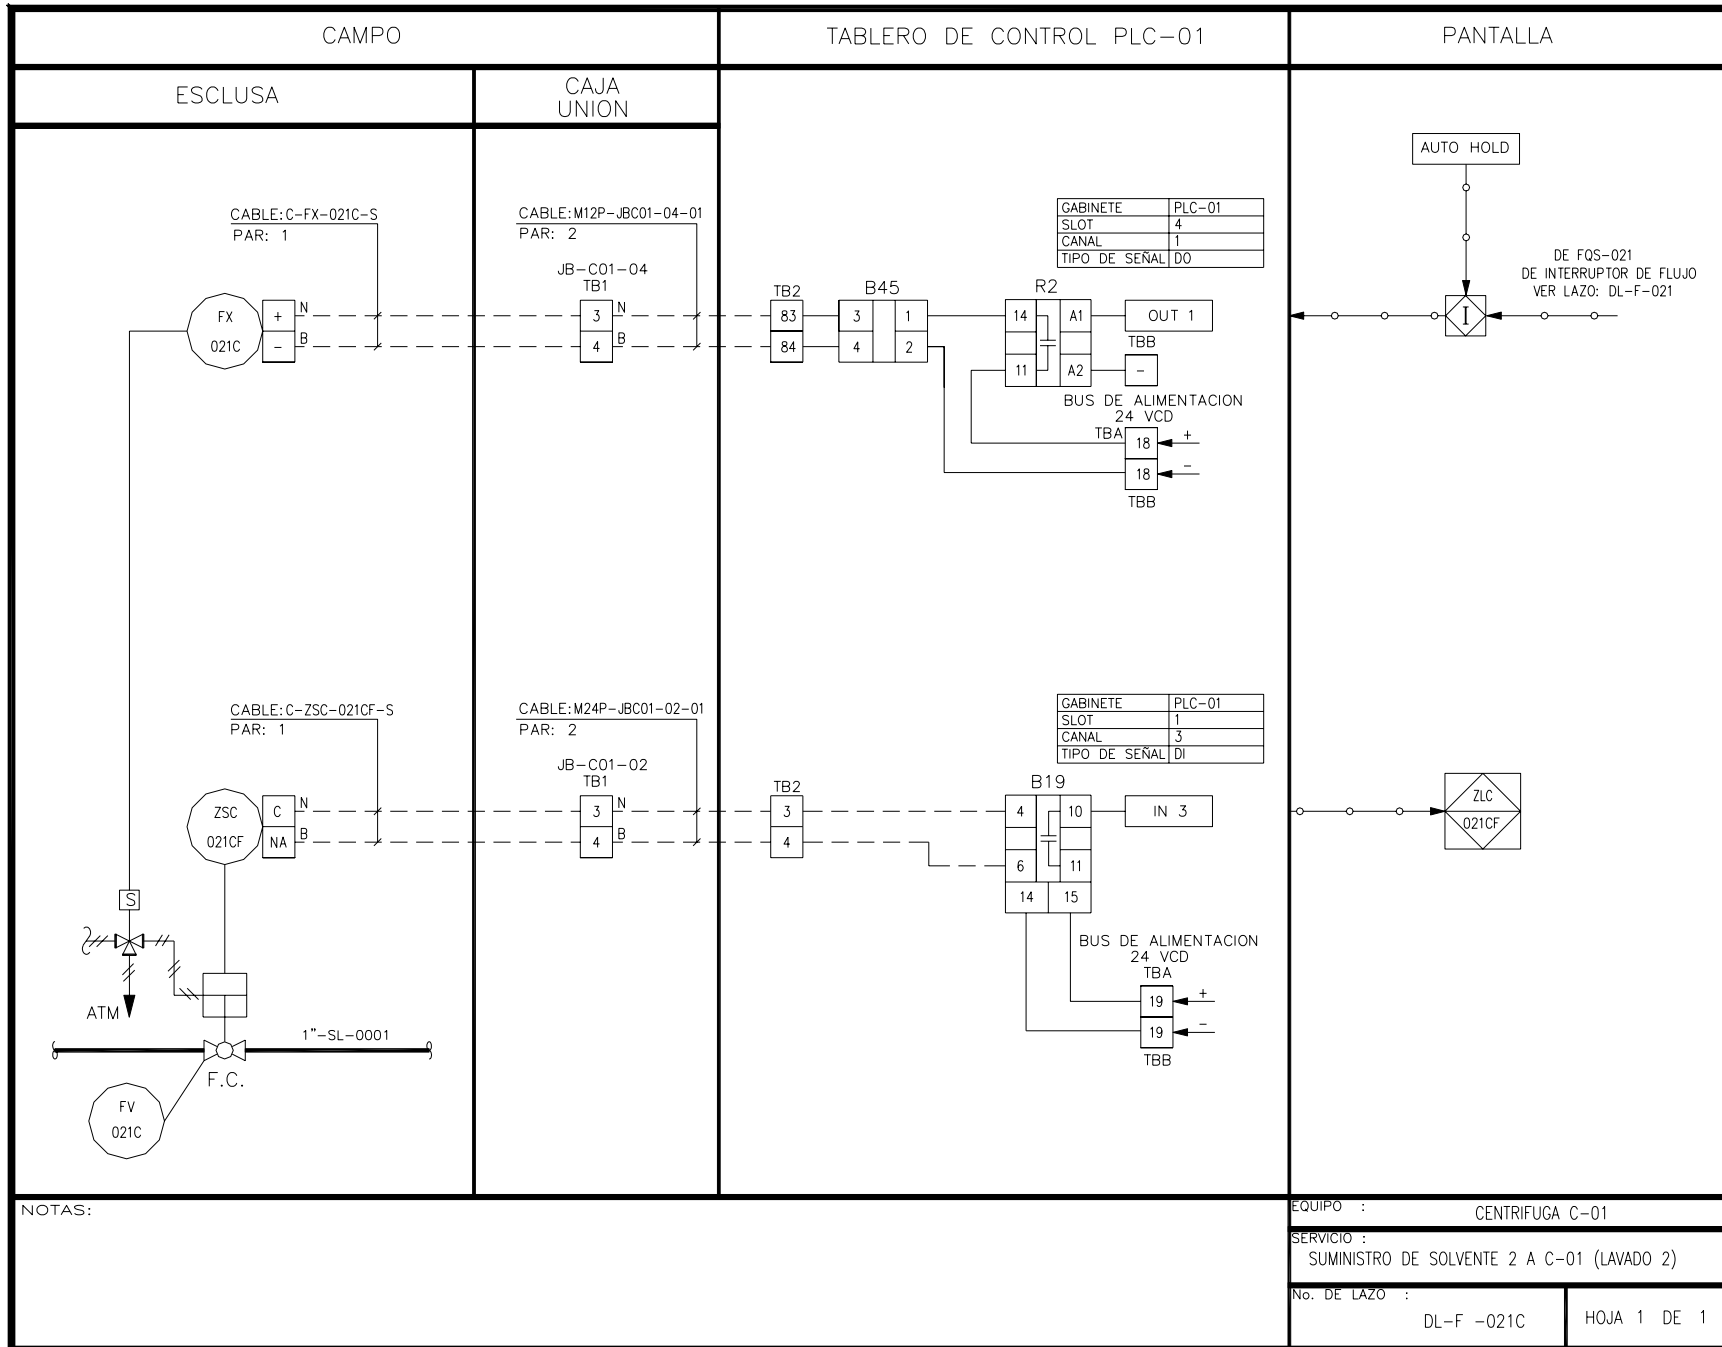 CAMPO
TABLERO DE CONTROL PLC-01
PANTALLA
ESCLUSA
CAJA
UNION
AUTO HOLD
CABLE: C-FX-021C-S
PAR: 1
CABLE: M12P-JBC01-04-01
PAR: 2
GABINETE PLC-01
SLOT 4
CANAL 1
TIPO DE SEÑAL DO
DE FQS-021
DE INTERRUPTOR DE FLUJO
VER LAZO: DL-F-021
JB-C01-04
TB1
TB2
B45
R2
FX
021C
+ N
- B
3 N
4 B
83
84
3 1
4 2
14 A1
11 A2
OUT 1
TBB
-
I
BUS DE ALIMENTACION
24 VCD
TBA
18 +
18 -
TBB
CABLE: C-ZSC-021CF-S
PAR: 1
CABLE: M24P-JBC01-02-01
PAR: 2
GABINETE PLC-01
SLOT 1
CANAL 3
TIPO DE SEÑAL DI
JB-C01-02
TB1
TB2
B19
ZSC
021CF
C N
NA B
3 N
4 B
3
4
4 10
6 11
14 15
IN 3
ZLC
021CF
S
BUS DE ALIMENTACION
24 VCD
TBA
19 +
19 -
TBB
ATM
1"-SL-0001
F.C.
FV
021C
NOTAS:
EQUIPO :
CENTRIFUGA C-01
SERVICIO :
SUMINISTRO DE SOLVENTE 2 A C-01 (LAVADO 2)
No. DE LAZO :
DL-F -021C
HOJA 1 DE 1